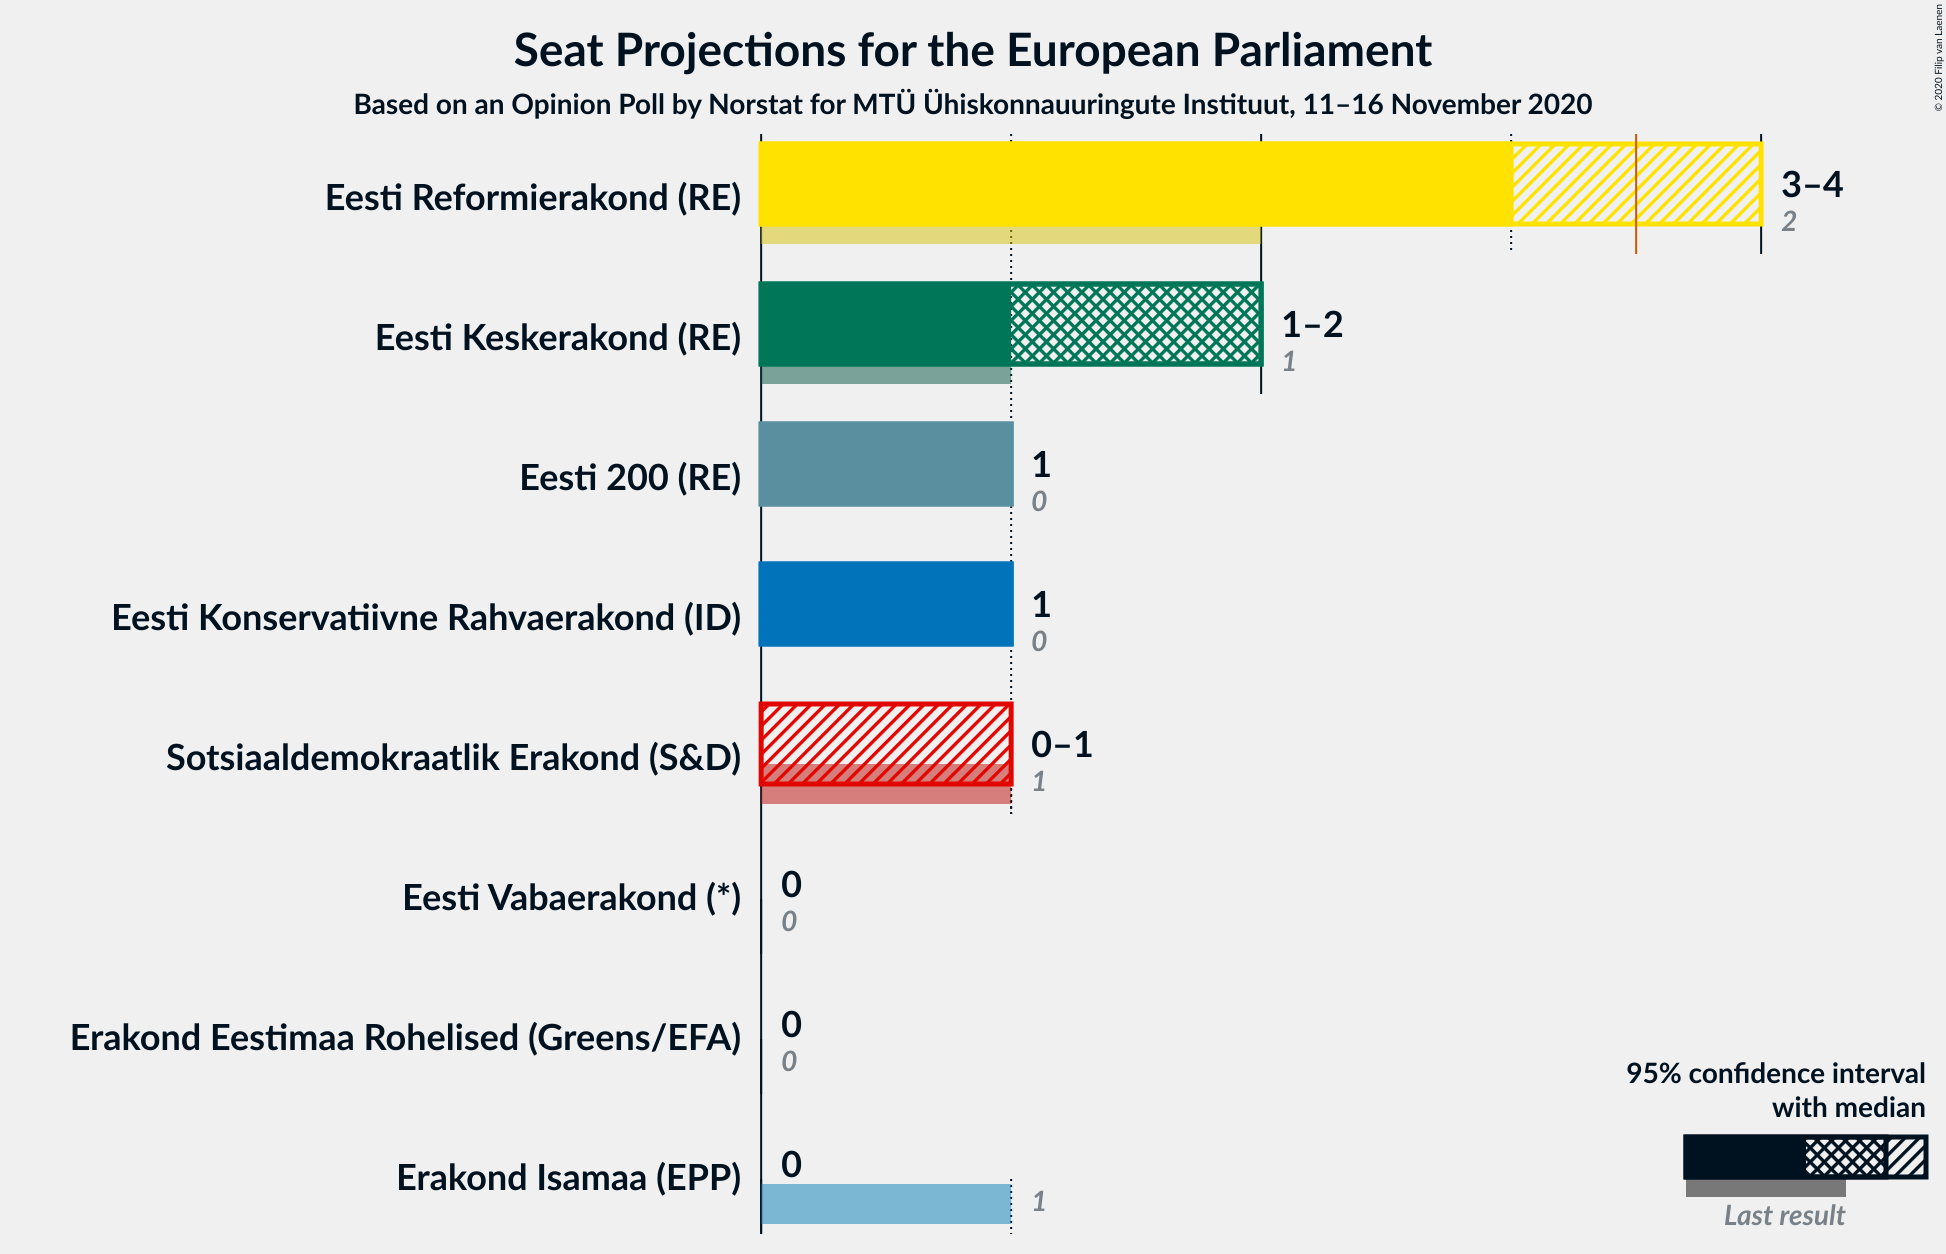 Seat Projections for the European Parliament
Based on an Opinion Poll by Norstat for MTÜ Ühiskonnauuringute Instituut, 11–16 November 2020
© 2020 Filip van Laenen
Eesti Reformierakond (RE)
3–4
2
Eesti Keskerakond (RE)
1–2
1
Eesti 200 (RE)
1
0
Eesti Konservatiivne Rahvaerakond (ID)
1
0
Sotsiaaldemokraatlik Erakond (S&D)
0–1
1
Eesti Vabaerakond (*)
0
0
Erakond Eestimaa Rohelised (Greens/EFA)
0
0
Erakond Isamaa (EPP)
0
1
95% confidence interval
with median
Last result